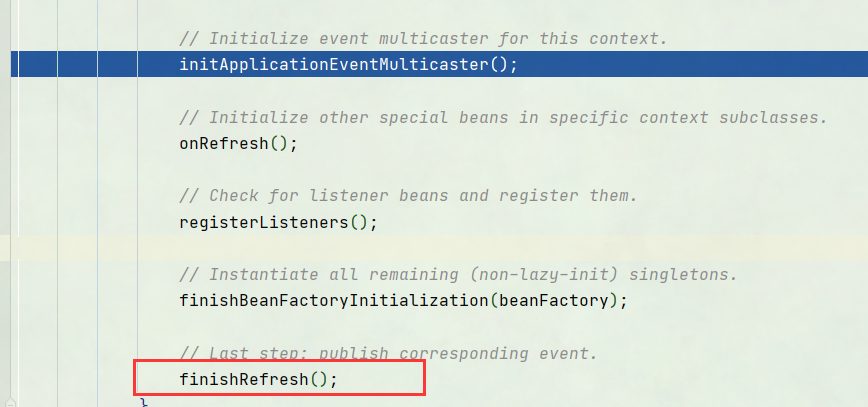 // Initialize event multicaster for this context.
initApplicationEventMulticaster();
// Initialize other special beans in specific context subclasses.
onRefresh();
// Check for listener beans and register them.
registerListeners();
// Instantiate all remaining (non-lazy-init) singletons.
finishBeanFactoryInitialization(beanFactory);
// Last step: publish corresponding event.
finishRefresh();
}